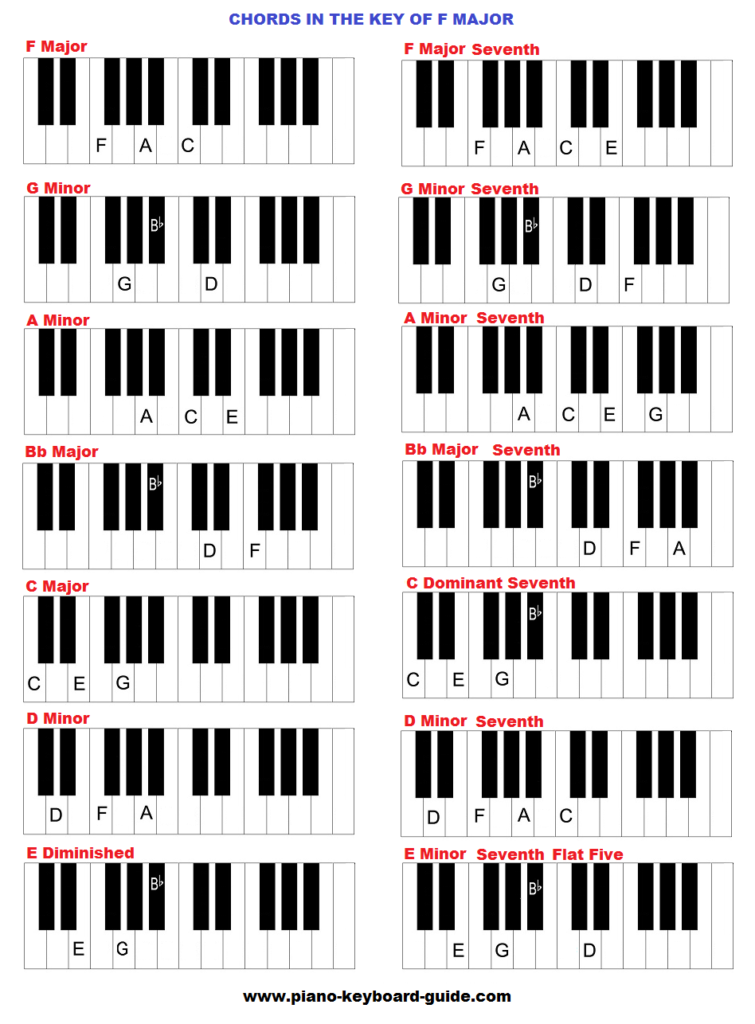 CHORDS IN THE KEY OF F MAJOR
F Major
F A C
F Major Seventh
F A C E
G Minor
B♭
G D
G Minor Seventh
B♭
G D F
A Minor
A C E
A Minor Seventh
A C E G
Bb Major
B♭
D F
Bb Major Seventh
B♭
D F A
C Major
C E G
C Dominant Seventh
B♭
C E G
D Minor
D F A
D Minor Seventh
D F A C
E Diminished
B♭
E G
E Minor Seventh Flat Five
B♭
E G D
www.piano-keyboard-guide.com